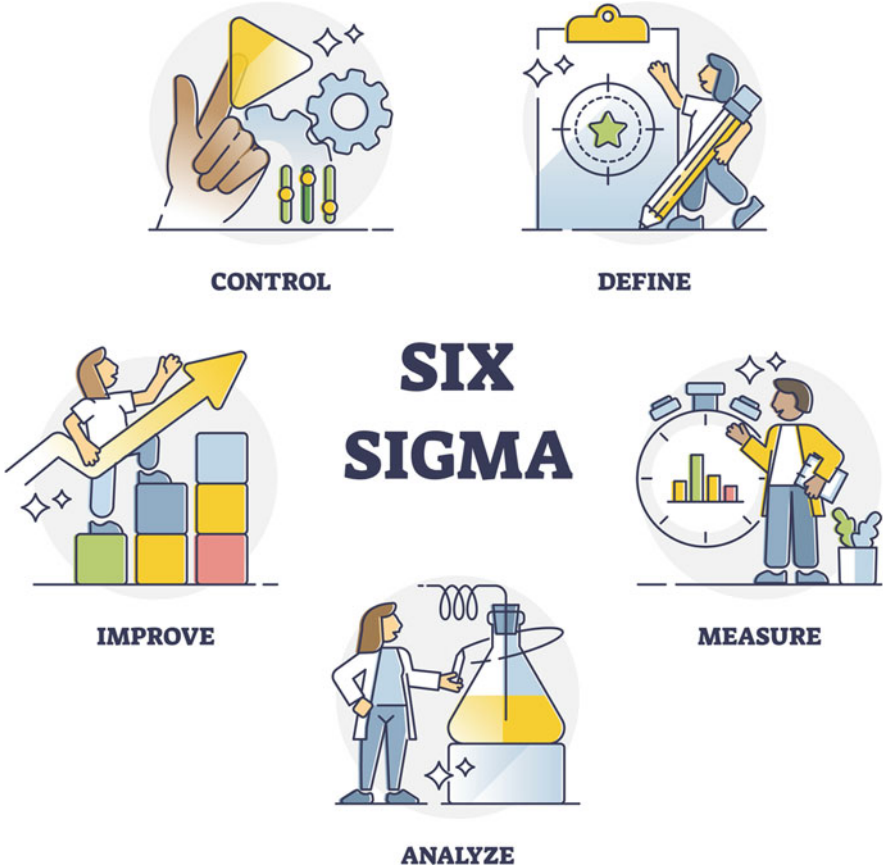 CONTROL
DEFINE
SIX
SIGMA
IMPROVE
MEASURE
ANALYZE